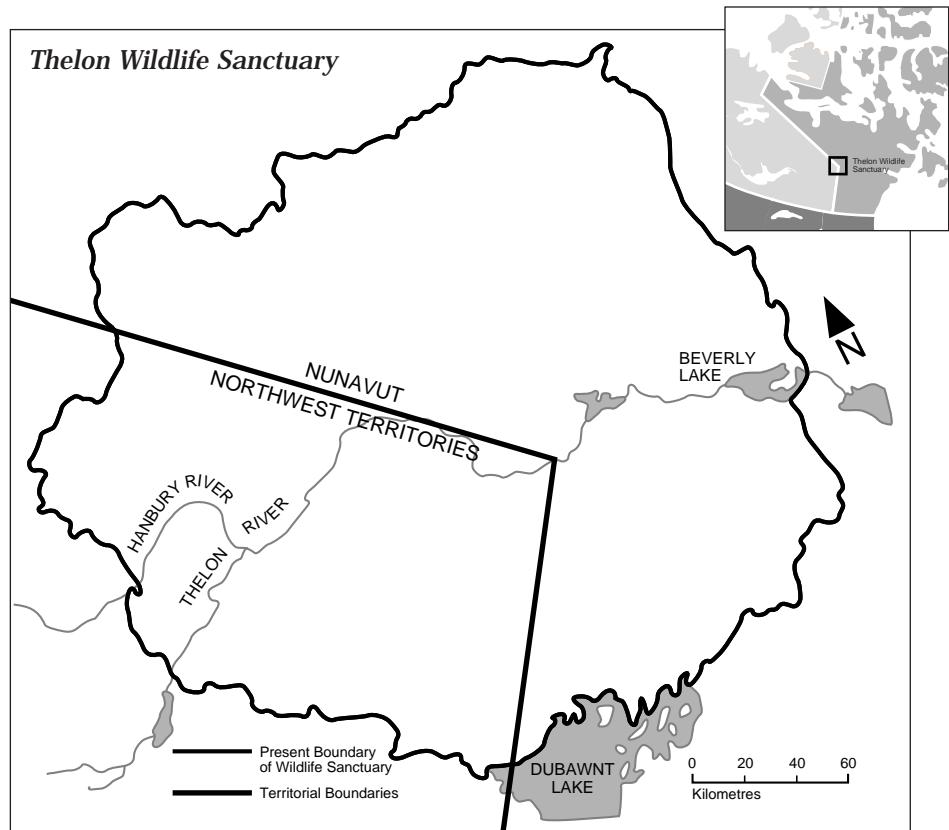 Thelon Wildlife Sanctuary
Thelon Wildlife
Sanctuary
N
BEVERLY
LAKE
NUNAVUT
NORTHWEST TERRITORIES
HANBURY RIVER
THELON RIVER
DUBAWNT
LAKE
Present Boundary
of Wildlife Sanctuary
Territorial Boundaries
0 20 40 60
Kilometres